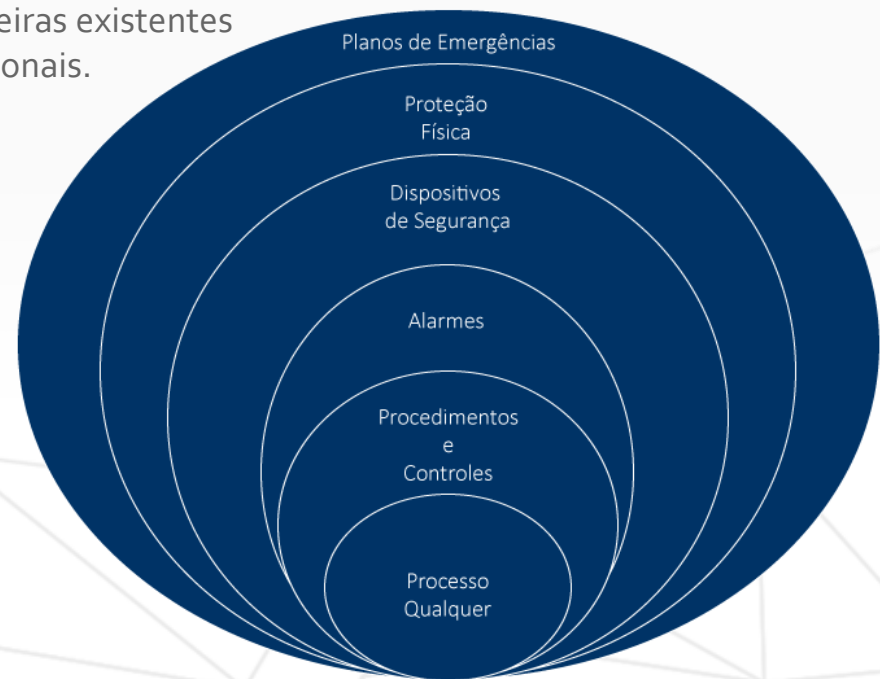 eiras existentes
onais.
Planos de Emergências
Proteção
Física
Dispositivos
de Segurança
Alarmes
Procedimentos
e
Controles
Processo
Qualquer